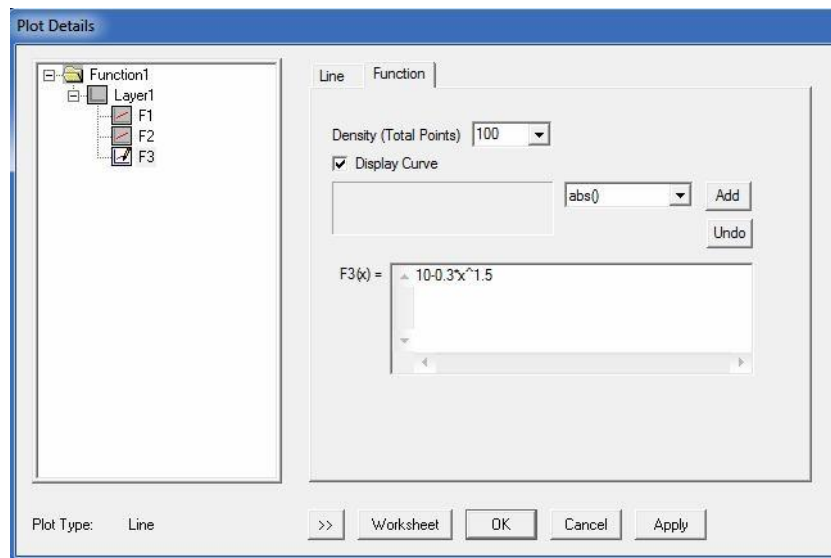 Plot Details
Function1
Layer1
F1
F2
F3
Line Function
Density (Total Points) 100
Display Curve
abs() Add
Undo
F3(x) = 10-0.3*x^1.5
Plot Type: Line >> Worksheet OK Cancel Apply